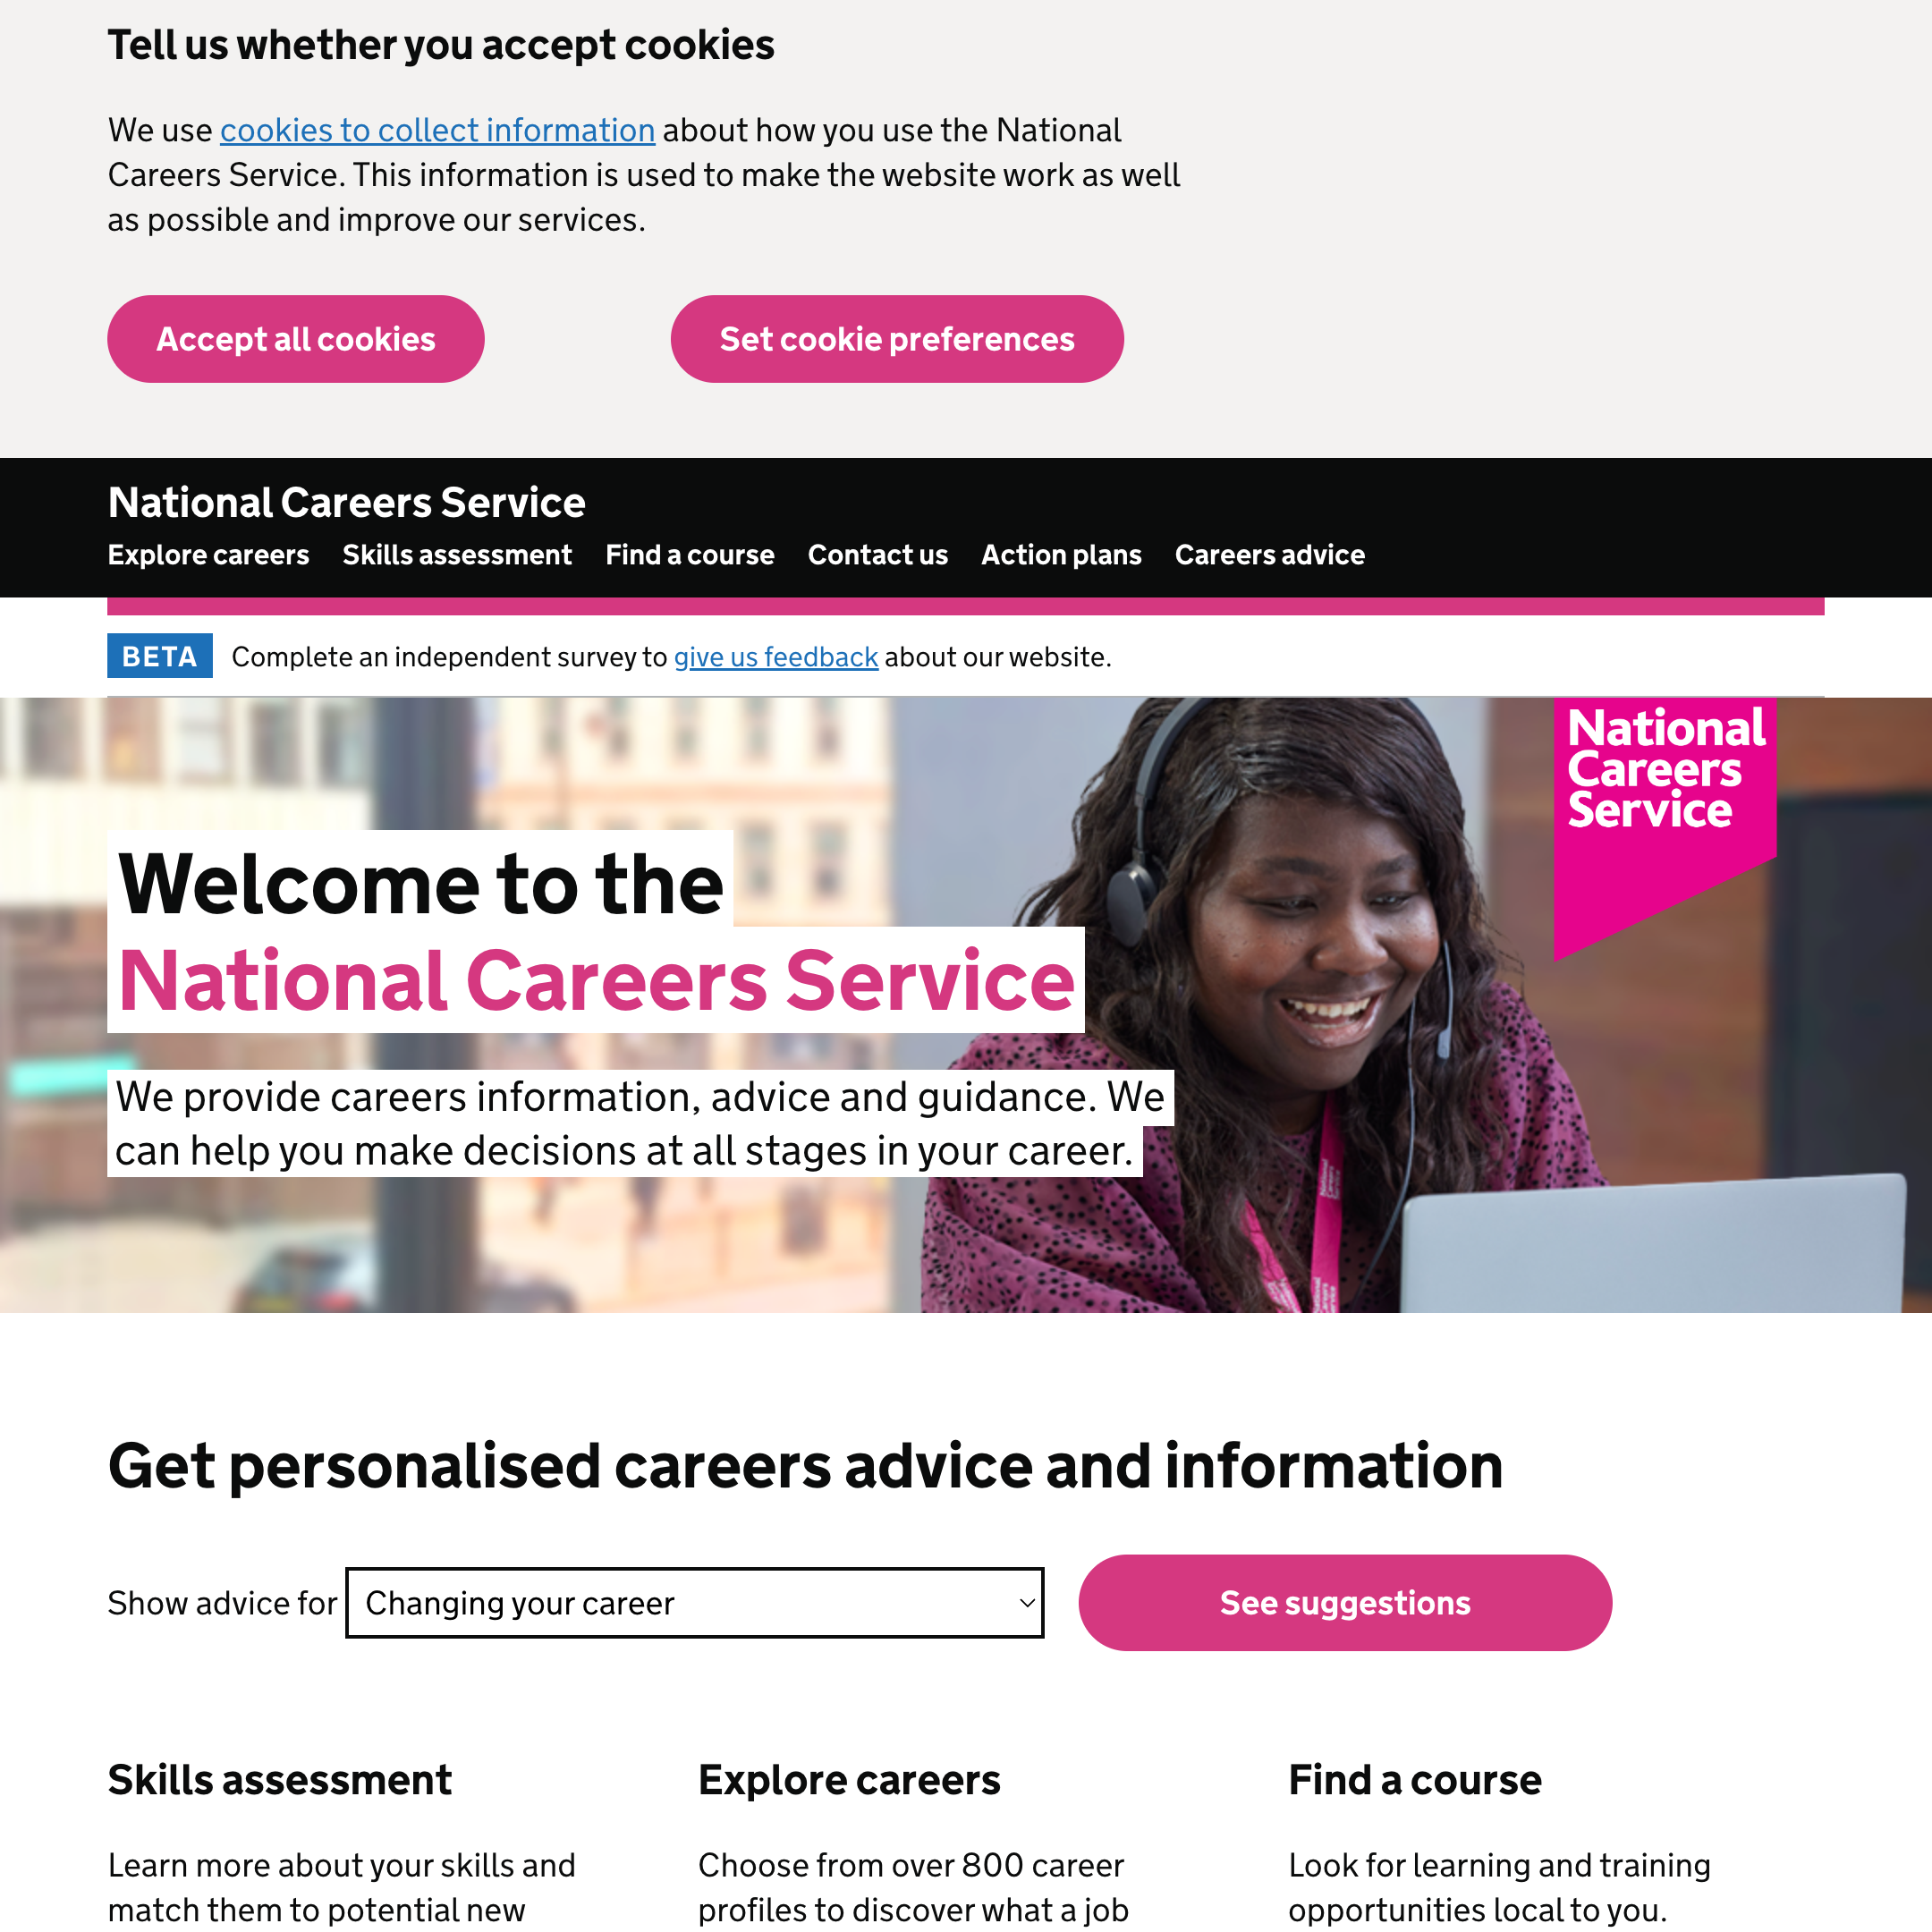 Tell us whether you accept cookies
We use cookies to collect information about how you use the National
Careers Service. This information is used to make the website work as well
as possible and improve our services.
Accept all cookies
Set cookie preferences
National Careers Service
Explore careers
Skills assessment
Find a course
Contact us
Action plans
Careers advice
BETA
Complete an independent survey to give us feedback about our website.
National
Careers
Service
Welcome to the
National Careers Service
We provide careers information, advice and guidance. We
can help you make decisions at all stages in your career.
National
Careers
Service
Get personalised careers advice and information
Show advice for
Changing your career
See suggestions
Skills assessment
Learn more about your skills and
match them to potential new
Explore careers
Choose from over 800 career
profiles to discover what a job
Find a course
Look for learning and training
opportunities local to you.